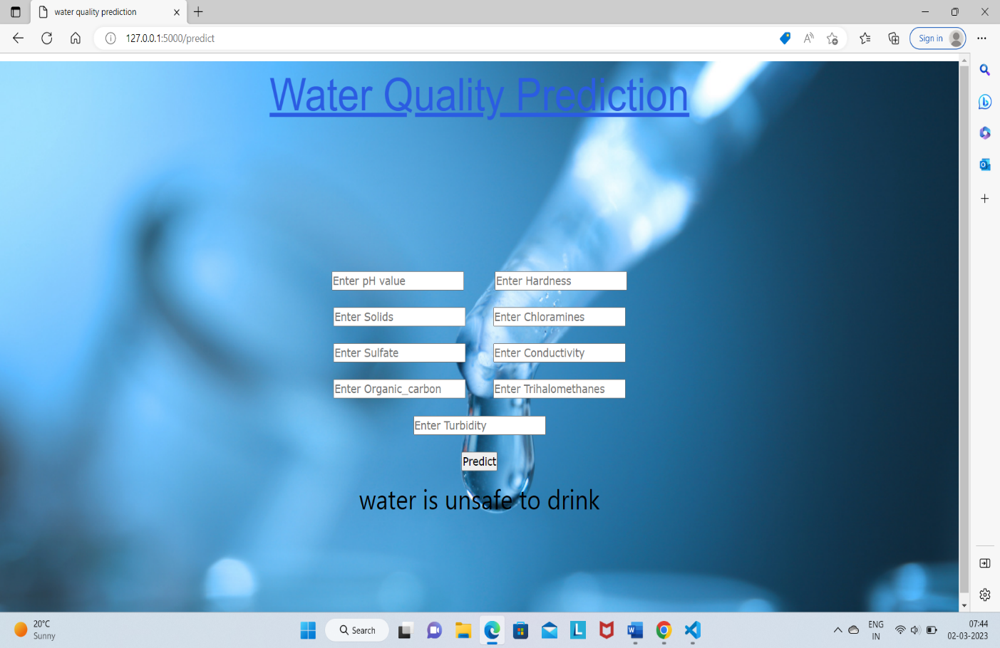 water quality prediction
127.0.0.1:5000/predict
Sign in
Water Quality Prediction
Enter pH value Enter Hardness
Enter Solids Enter Chloramines
Enter Sulfate Enter Conductivity
Enter Organic_carbon Enter Trihalomethanes
Enter Turbidity
Predict
water is unsafe to drink
20°C
Sunny
Search
ENG
IN
07:44
02-03-2023